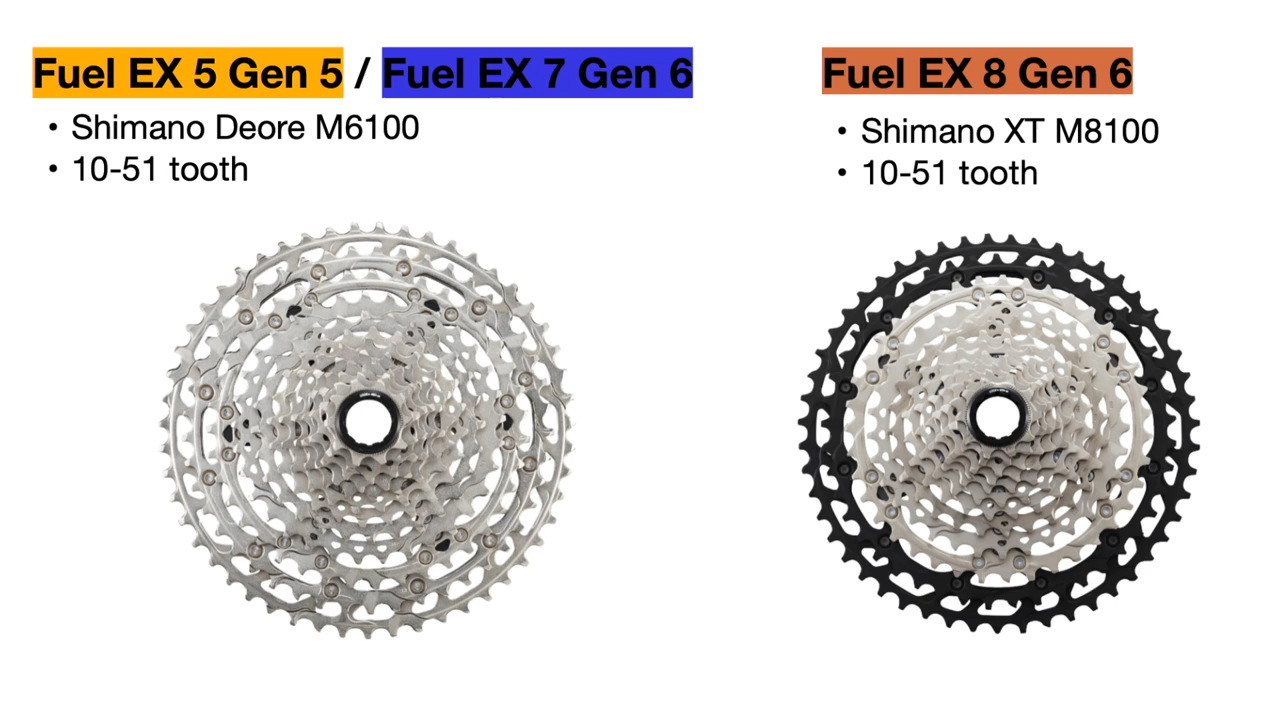 Fuel EX 5 Gen 5 / Fuel EX 7 Gen 6
• Shimano Deore M6100
• 10-51 tooth
Fuel EX 8 Gen 6
• Shimano XT M8100
• 10-51 tooth